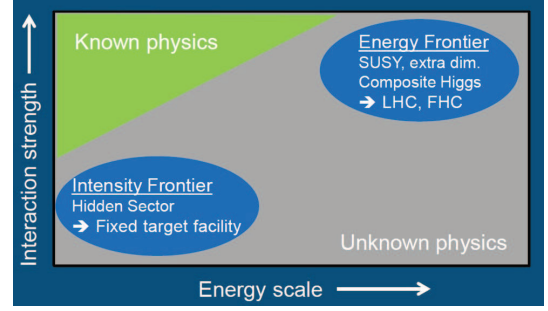 Interaction strength
Known physics
Energy Frontier
SUSY, extra dim.
Composite Higgs
➔ LHC, FHC
Intensity Frontier
Hidden Sector
➔ Fixed target facility
Unknown physics
Energy scale